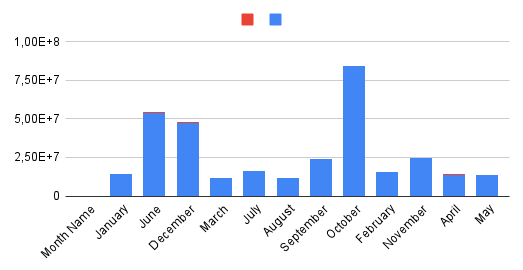 1,00E+8
7,50E+7
5,00E+7
2,50E+7
0
Month Name
January
June
December
March
July
August
September
October
February
November
April
May